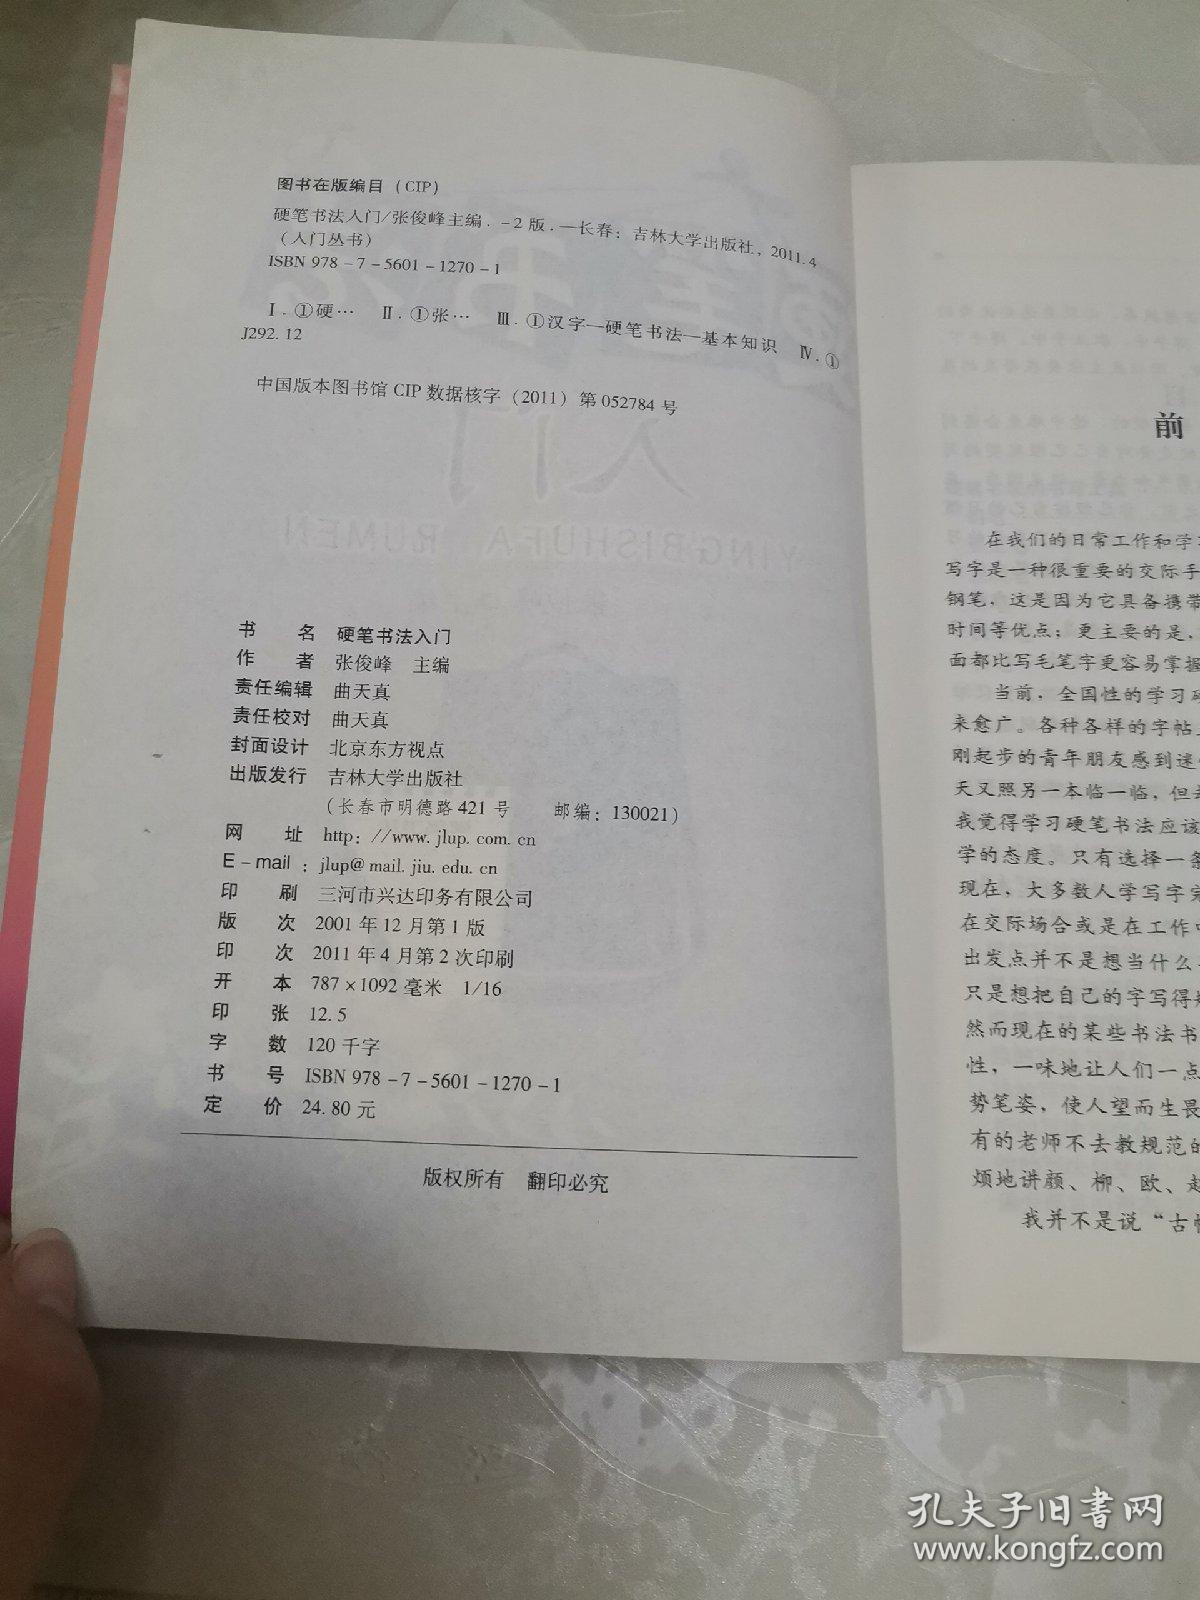 图书在版编目（CIP）
硬笔书法入门/张俊峰主编．－2版．—长春：吉林大学出版社，2011.4
（入门丛书）
ISBN 978－7－5601－1270－1
Ⅰ．①硬… Ⅱ．①张… Ⅲ．①汉字—硬笔书法—基本知识 Ⅳ．①
J292.12
中国版本图书馆CIP数据核字（2011）第052784号
书 名 硬笔书法入门
作 者 张俊峰 主编
责任编辑 曲天真
责任校对 曲天真
封面设计 北京东方视点
出版发行 吉林大学出版社
（长春市明德路421号 邮编：130021）
网 址 http：//www.jlup.com.cn
E－mail：jlup@mail.jiu.edu.cn
印 刷 三河市兴达印务有限公司
版 次 2001年12月第1版
印 次 2011年4月第2次印刷
开 本 787×1092毫米 1/16
印 张 12.5
字 数 120千字
书 号 ISBN 978－7－5601－1270－1
定 价 24.80元
版权所有 翻印必究
前
在我们的日常工作和学
写字是一种很重要的交际手
钢笔，这是因为它具备携带
时间等优点；更主要的是，
面都比写毛笔字更容易掌握
当前，全国性的学习硬
来愈广。各种各样的字帖
刚起步的青年朋友感到迷
天又照另一本临一临，但
我觉得学习硬笔书法应该
学的态度。只有选择一条
现在，大多数人学写字
在交际场合或是在工作
出发点并不是想当什么
只是想把自己的字写得
然而现在的某些书法书
性，一味地让人们一点
势笔姿，使人望而生畏
有的老师不去教规范的
烦地讲颜、柳、欧、赵
我并不是说“古
孔夫子旧书网
www.kongfz.com